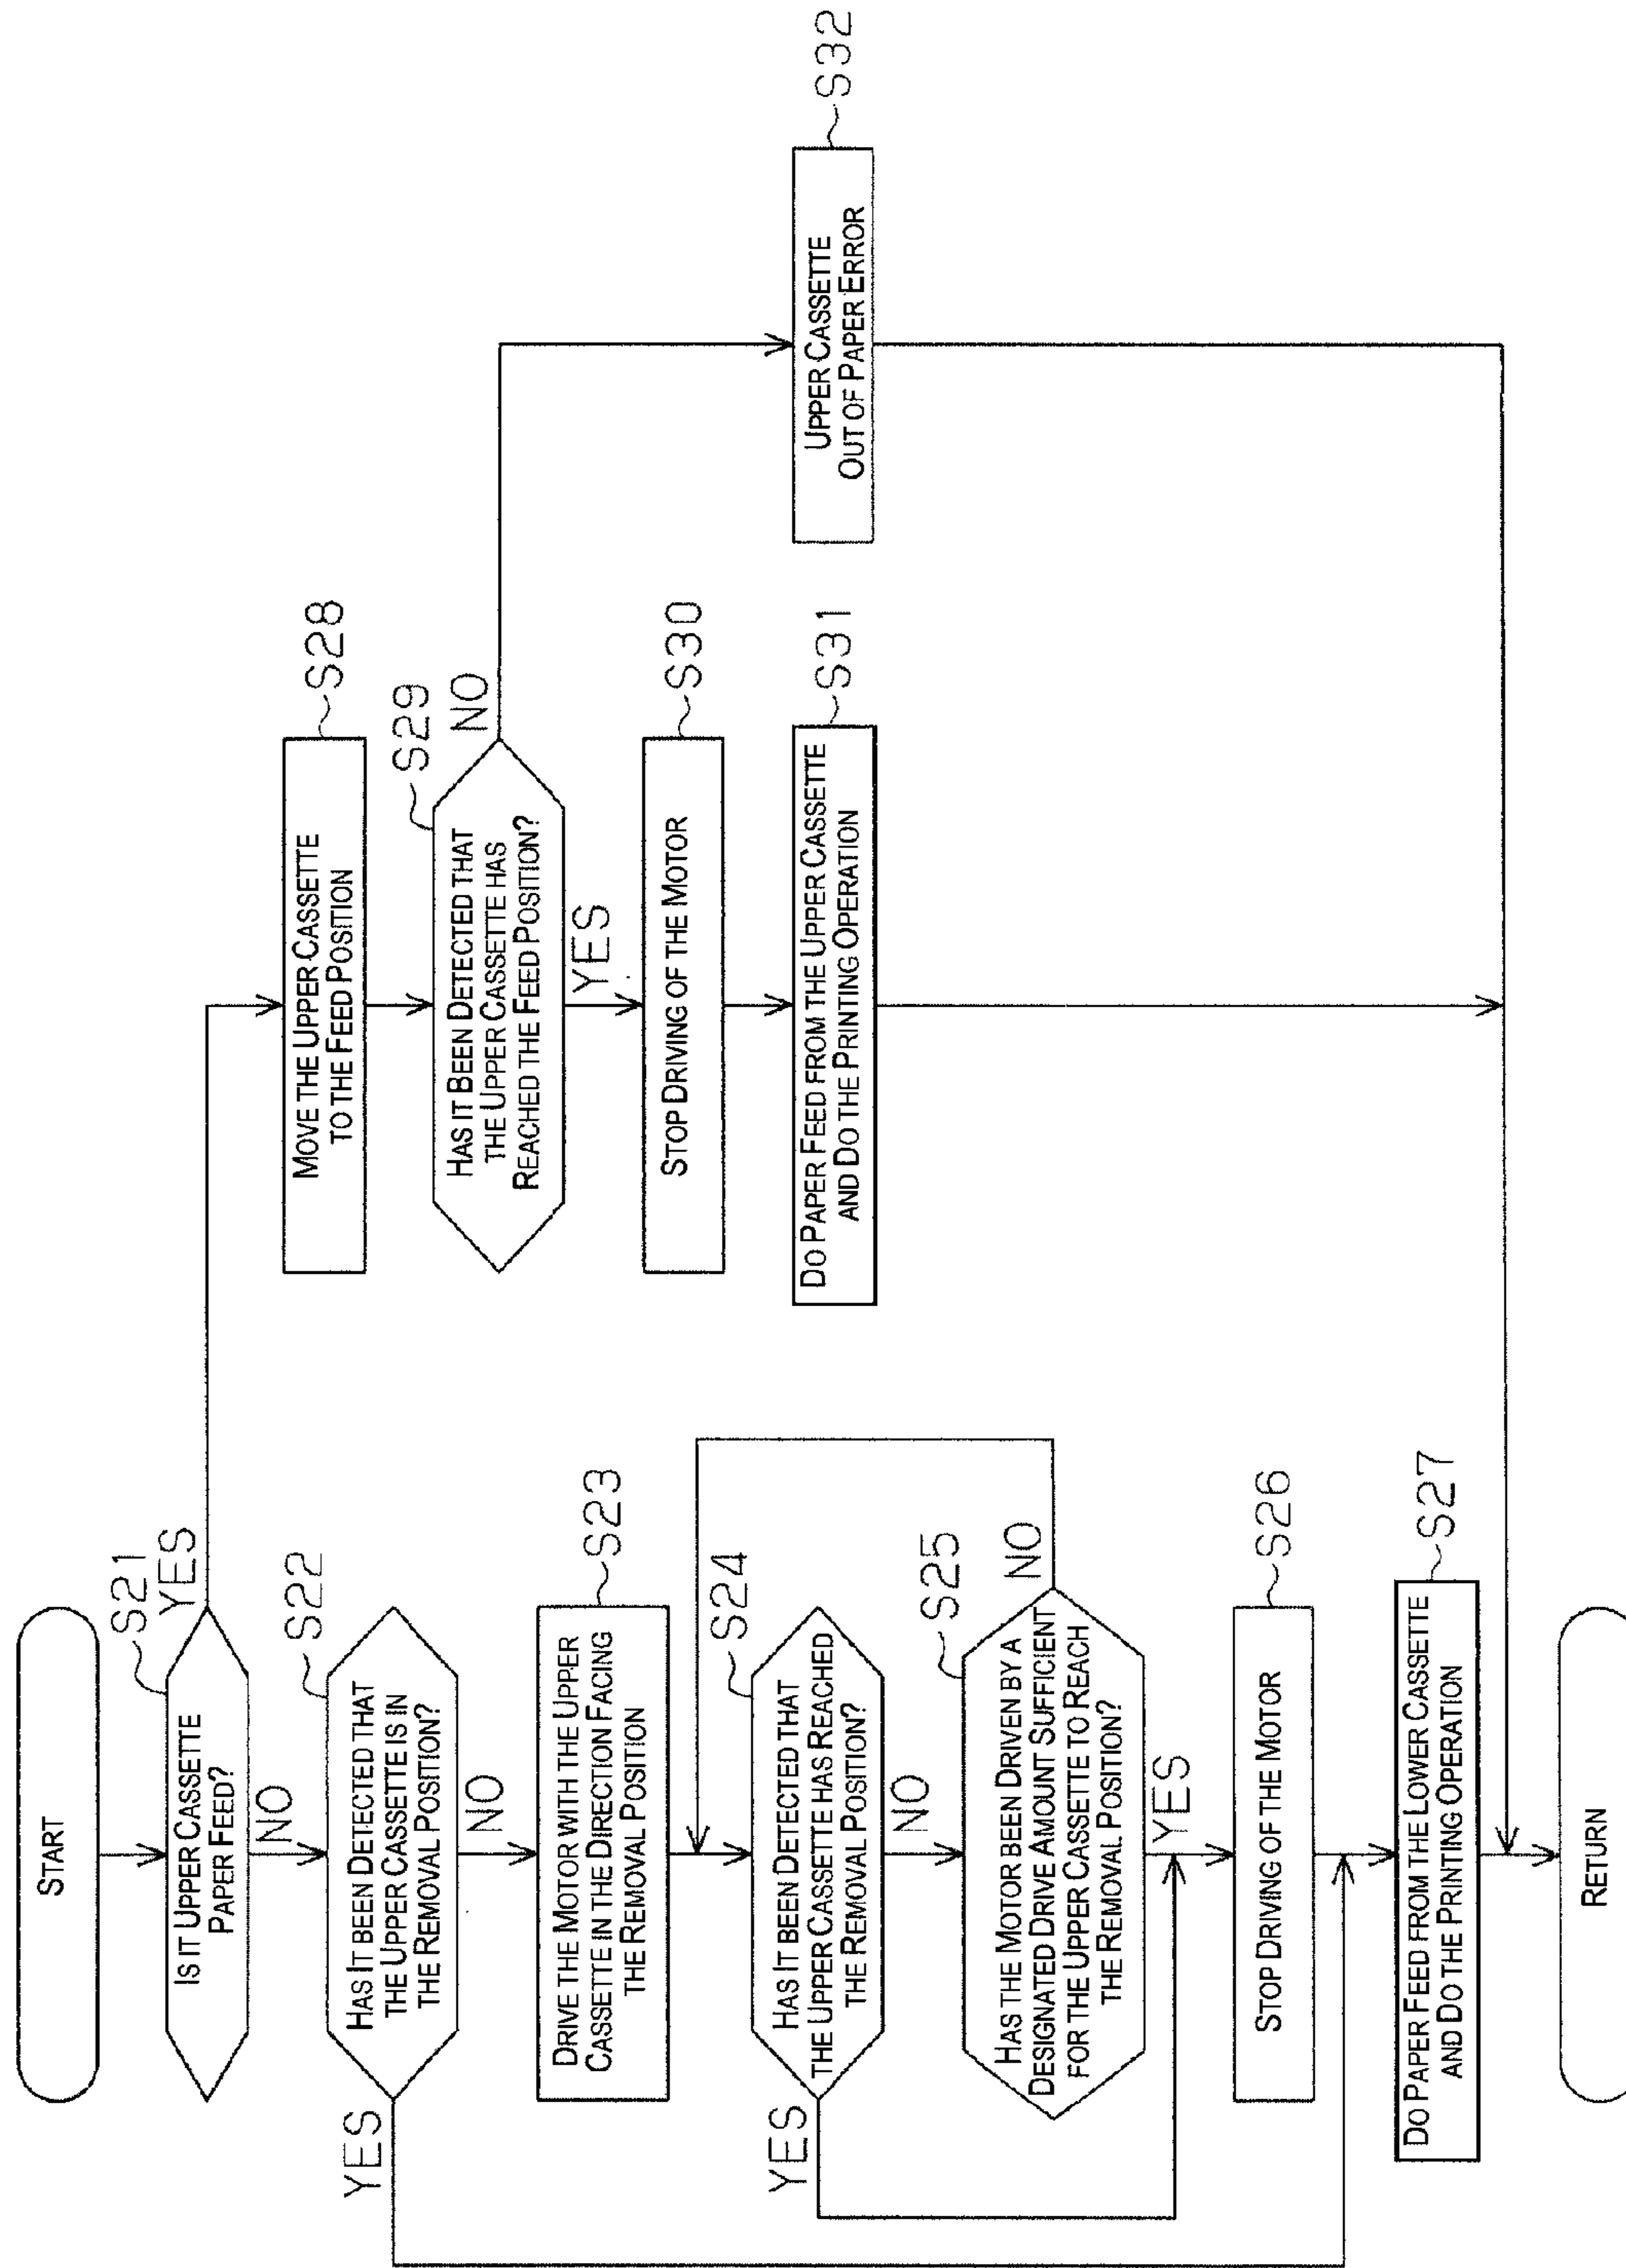 START
IS IT UPPER CASSETTE
PAPER FEED?
S21
YES
NO
HAS IT BEEN DETECTED THAT
THE UPPER CASSETTE IS IN
THE REMOVAL POSITION?
S22
YES
NO
DRIVE THE MOTOR WITH THE UPPER
CASSETTE IN THE DIRECTION FACING
THE REMOVAL POSITION
S23
HAS IT BEEN DETECTED THAT
THE UPPER CASSETTE HAS REACHED
THE REMOVAL POSITION?
S24
YES
NO
HAS THE MOTOR BEEN DRIVEN BY A
DESIGNATED DRIVE AMOUNT SUFFICIENT
FOR THE UPPER CASSETTE TO REACH
THE REMOVAL POSITION?
S25
NO
YES
STOP DRIVING OF THE MOTOR
S26
DO PAPER FEED FROM THE LOWER CASSETTE
AND DO THE PRINTING OPERATION
S27
RETURN
MOVE THE UPPER CASSETTE
TO THE FEED POSITION
S28
HAS IT BEEN DETECTED THAT
THE UPPER CASSETTE HAS
REACHED THE FEED POSITION?
S29
NO
YES
STOP DRIVING OF THE MOTOR
S30
DO PAPER FEED FROM THE UPPER CASSETTE
AND DO THE PRINTING OPERATION
S31
UPPER CASSETTE
OUT OF PAPER ERROR
S32